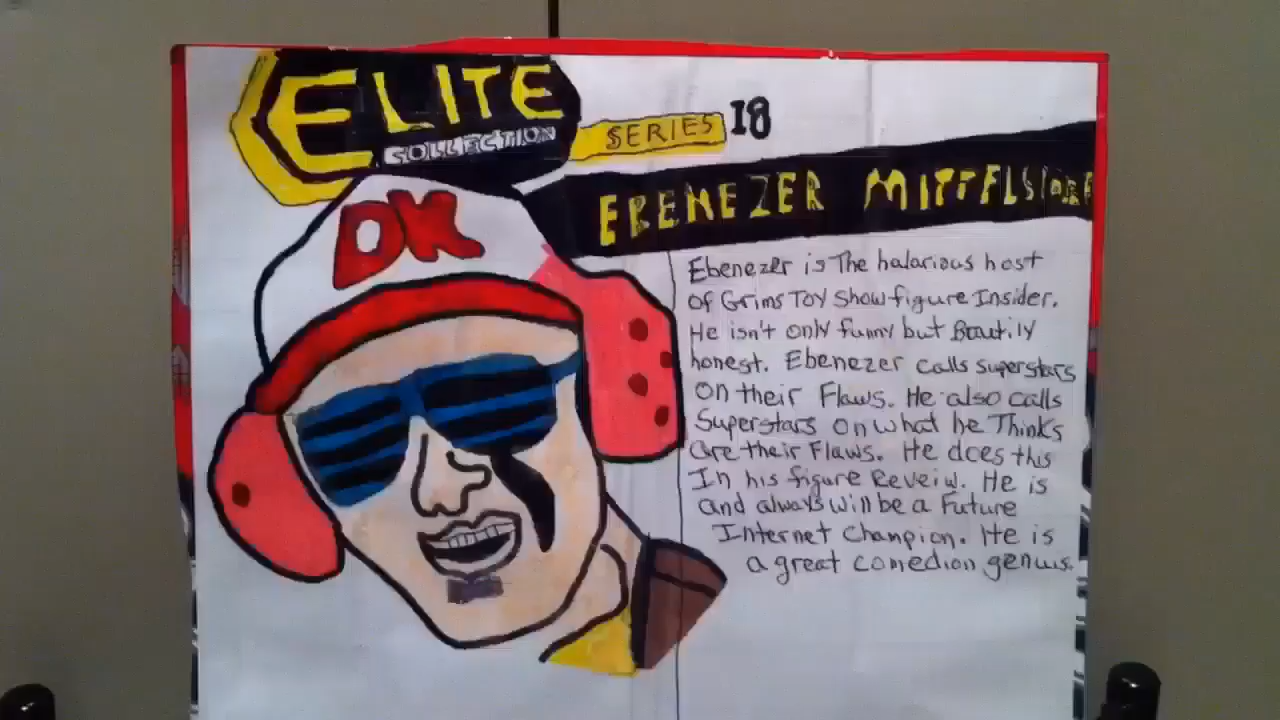 ELITE
COLLECTION
SERIES 18
EBENEZER
DK
Ebenezer is The halarious host
of Grims Toy Show figure Insider.
He isn't only funny but Boutily
honest. Ebenezer calls superstars
on their Flaws. He also calls
Superstars on what he Thinks
are their Flaws. He does this
In his figure Reveiw. He is
and always will be a Future
Internet Champion. He is
a great comedion genius.